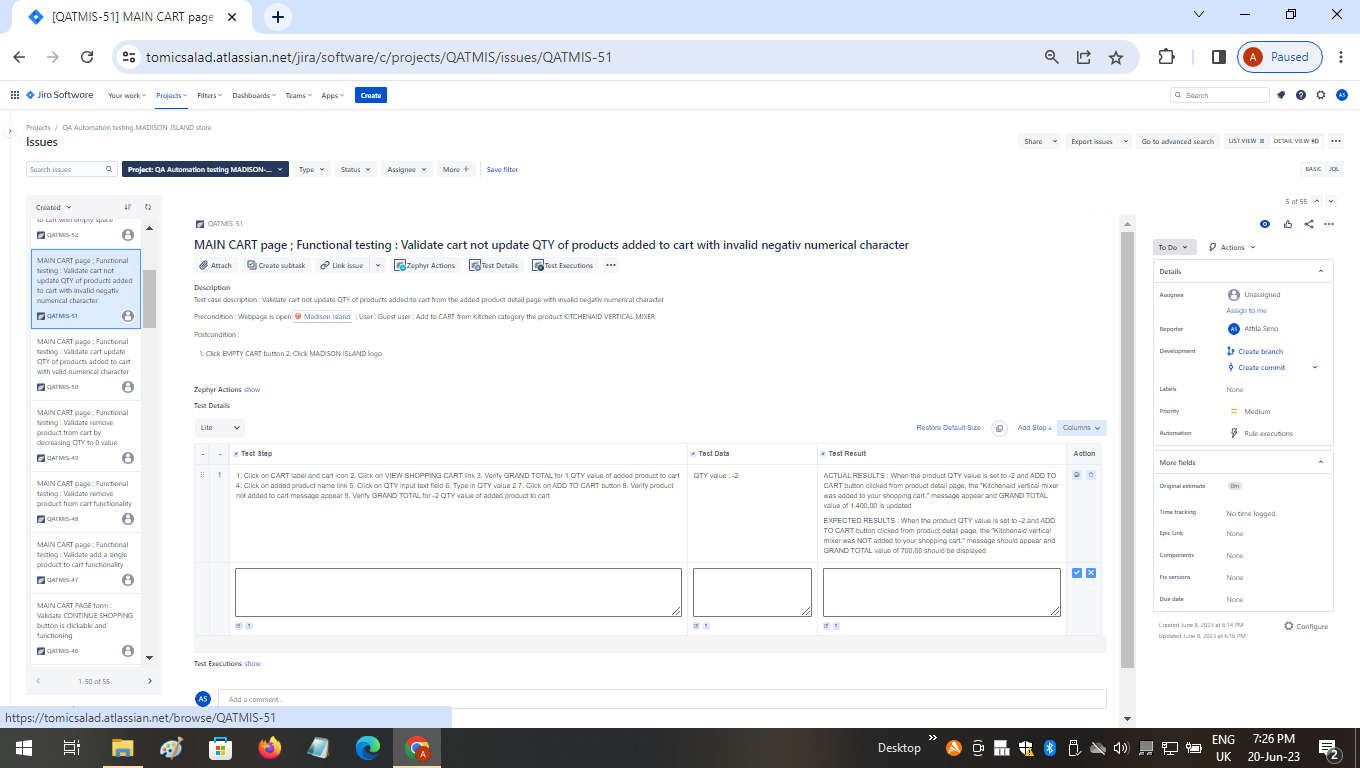 [QATMIS-51] MAIN CART page
tomicsalad.atlassian.net/jira/software/c/projects/QATMIS/issues/QATMIS-51
A Paused
Jira Software Your work Projects Filters Dashboards Teams Apps Create
Search
AS
Projects / QA Automation testing MADISON ISLAND store
Issues
Share Export issues Go to advanced search LIST VIEW DETAIL VIEW
Search issues Project: QA Automation testing MADISON-... Type Status Assignee More + Save filter
BASIC JQL
Created
5 of 55
to cart with empty space
QATMIS-52
MAIN CART page ; Functional
testing : Validate cart not
update QTY of products added
to cart with invalid negativ
numerical character
QATMIS-51
MAIN CART page ; Functional
testing : Validate cart update
QTY of products added to cart
with valid numerical character
QATMIS-50
MAIN CART page ; Functional
testing : Validate remove
product from cart by
decreasing QTY to 0 value
QATMIS-49
MAIN CART page ; Functional
testing : Validate remove
product from cart functionality
QATMIS-48
MAIN CART page ; Functional
testing : Validate add a single
product to cart functionality
QATMIS-47
MAIN CART PAGE form :
Validate CONTINUE SHOPPING
button is clickable and
functioning
QATMIS-46
1-50 of 55
QATMIS-51
MAIN CART page ; Functional testing : Validate cart not update QTY of products added to cart with invalid negativ numerical character
Attach Create subtask Link issue Zephyr Actions Test Details Test Executions
Description
Test case description : Validate cart not update QTY of products added to cart from the added product detail page with invalid negativ numerical character
Precondition : Webpage is open Madison Island ; User : Guest user ; Add to CART from Kitchen category the product KITCHENAID VERTICAL MIXER
Postcondition :
1. Click EMPTY CART button 2. Click MADISON ISLAND logo
Zephyr Actions show
Test Details
Lite
Restore Default Size Add Step Columns
- - Test Step Test Data Test Result Action
1
1. Click on CART label and cart icon 2. Click on VIEW SHOPPING CART link 3. Verify GRAND TOTAL for 1 QTY value of added product to cart
4. Click on added product name link 5. Click on QTY input text field 6. Type in QTY value 2 7. Click on ADD TO CART button 8. Verify product
not added to cart message appear 9. Verify GRAND TOTAL for -2 QTY value of added product to cart
QTY value : -2
ACTUAL RESULTS : When the product QTY value is set to -2 and ADD TO
CART button clicked from product detail page, the "Kitchenaid vertical mixer
was added to your shopping cart." message appear and GRAND TOTAL
value of 1.400,00 is updated
EXPECTED RESULTS : When the product QTY value is set to -2 and ADD
TO CART button clicked from product detail page, the "Kitchenaid vertical
mixer was NOT added to your shopping cart." message should appear and
GRAND TOTAL value of 700,00 should be displayed
Test Executions show
AS Add a comment...
To Do Actions
Details
Assignee Unassigned
Assign to me
Reporter AS Attila Simo
Development Create branch
Create commit
Labels None
Priority Medium
Automation Rule executions
More fields
Original estimate 0m
Time tracking No time logged
Epic Link None
Components None
Fix versions None
Due date None
Created June 8, 2023 at 6:14 PM
Updated June 8, 2023 at 6:16 PM
Configure
https://tomicsalad.atlassian.net/browse/QATMIS-51
Desktop
ENG
UK
7:26 PM
20-Jun-23
2